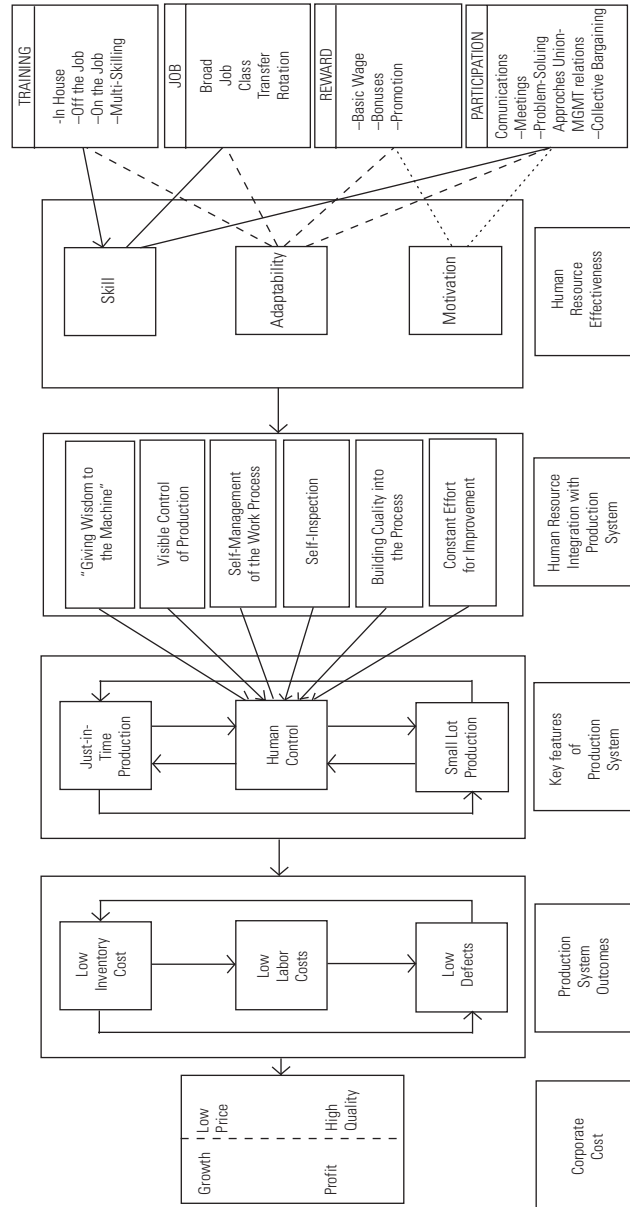 Growth
Low
Price
Profit
High
Quality
Corporate
Cost
Low
Inventory
Cost
Low
Labor
Costs
Low
Defects
Production
System
Outcomes
Just-in-
Time
Production
Human
Control
Small Lot
Production
Key features
of
Production
System
"Giving Wisdom to
the Machine"
Visible Control
of Production
Self-Management
of the Work Process
Self-Inspection
Building Cuality into
the Process
Constant Effort
for Improvement
Human Resource
Integration with
Production
System
Skill
Adaptability
Motivation
Human
Resource
Effectiveness
TRAINING
-In House
–Off the Job
–On the Job
–Multi-Skilling
JOB
Broad
Job
Class
Transfer
Rotation
REWARD
–Basic Wage
–Bonuses
–Promotion
PARTICIPATION
Comunications
–Meetings
–Problem-Soluing
Approches Union-
MGMT relations
–Collective Bargaining